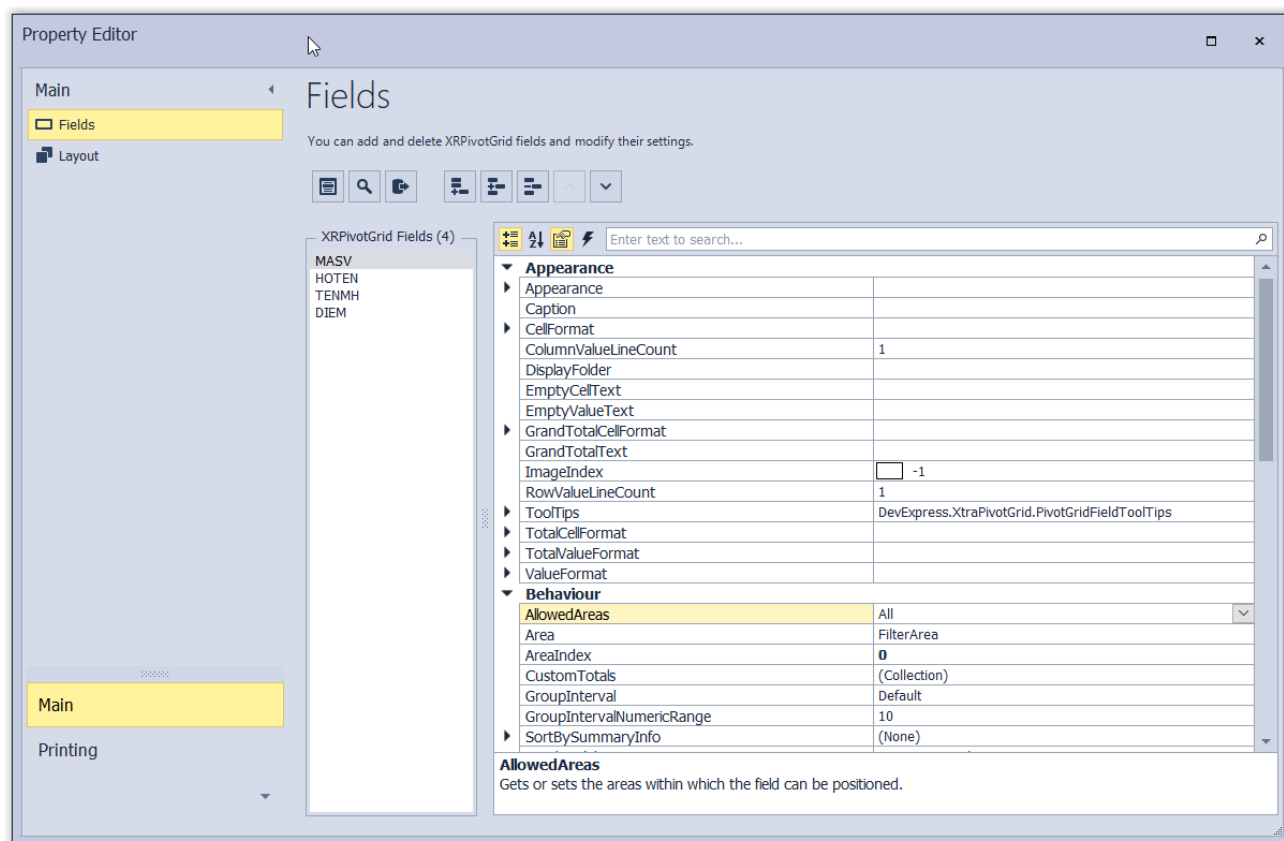 Property Editor
Main
Fields
Layout
Main
Printing
Fields
You can add and delete XRPivotGrid fields and modify their settings.
XRPivotGrid Fields (4)
MASV
HOTEN
TENMH
DIEM
Enter text to search...
Appearance
Appearance
Caption
CellFormat
ColumnValueLineCount 1
DisplayFolder
EmptyCellText
EmptyValueText
GrandTotalCellFormat
GrandTotalText
ImageIndex -1
RowValueLineCount 1
ToolTips DevExpress.XtraPivotGrid.PivotGridFieldToolTips
TotalCellFormat
TotalValueFormat
ValueFormat
Behaviour
AllowedAreas All
Area FilterArea
AreaIndex 0
CustomTotals (Collection)
GroupInterval Default
GroupIntervalNumericRange 10
SortBySummaryInfo (None)
AllowedAreas
Gets or sets the areas within which the field can be positioned.